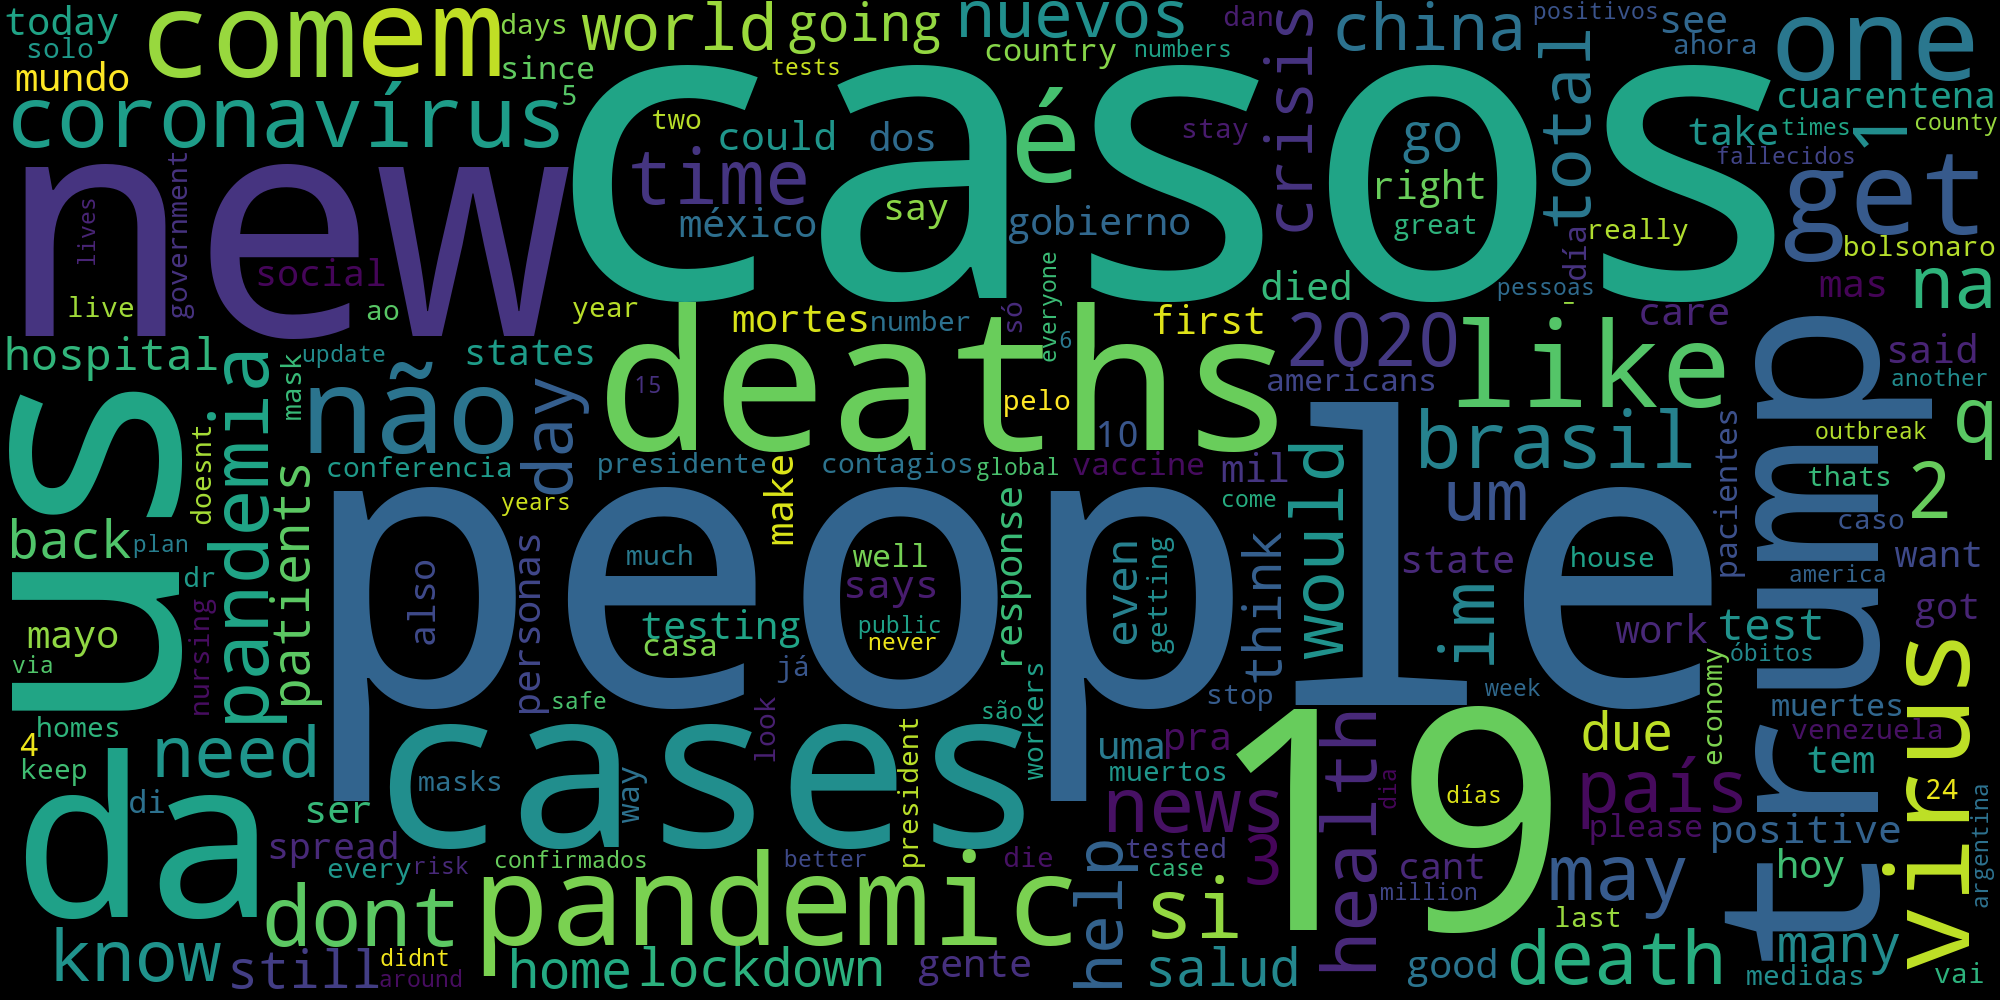 today
solo
com
em
days
world
going
nuevos
dan
china
positivos
see
ahora
one
mundo
since
5
tests
country
numbers
crisis
total
cuarentena
coronavírus
casos
two
could
dos
é
stay
go
take
times
1
county
new
government
lives
time
say
right
fallecidos
get
social
méxico
gobierno
great
really
día
bolsonaro
live
ao
year
everyone
died
pessoas
mas
na
hospital
states
mortes
number
só
6
first
2020
like
care
said
another
update
mask
pandemia
não
day
15
deaths
pelo
americans
trump
q
us
doesnt
patients
conferencia
presidente
make
contagios
global
10
vaccine
mil
would
brasil
outbreak
years
people
come
um
pacientes
thats
2
back
plan
dr
also
personas
much
well
response
even
getting
think
state
house
caso
want
america
nursing
mayo
via
testing
says
public
never
casa
já
im
work
test
got
óbitos
homes
4
keep
need
safe
look
são
workers
stop
week
economy
muertes
venezuela
virus
da
di
ser
cases
masks
way
president
uma
pra
muertos
19
health
dia
días
due
país
tem
24
argentina
spread
every
risk
confirmados
better
die
news
tested
case
3
cant
million
please
positive
hoy
know
dont
still
didnt
around
pandemic
home
lockdown
gente
help
si
salud
good
may
last
death
many
medidas
vai